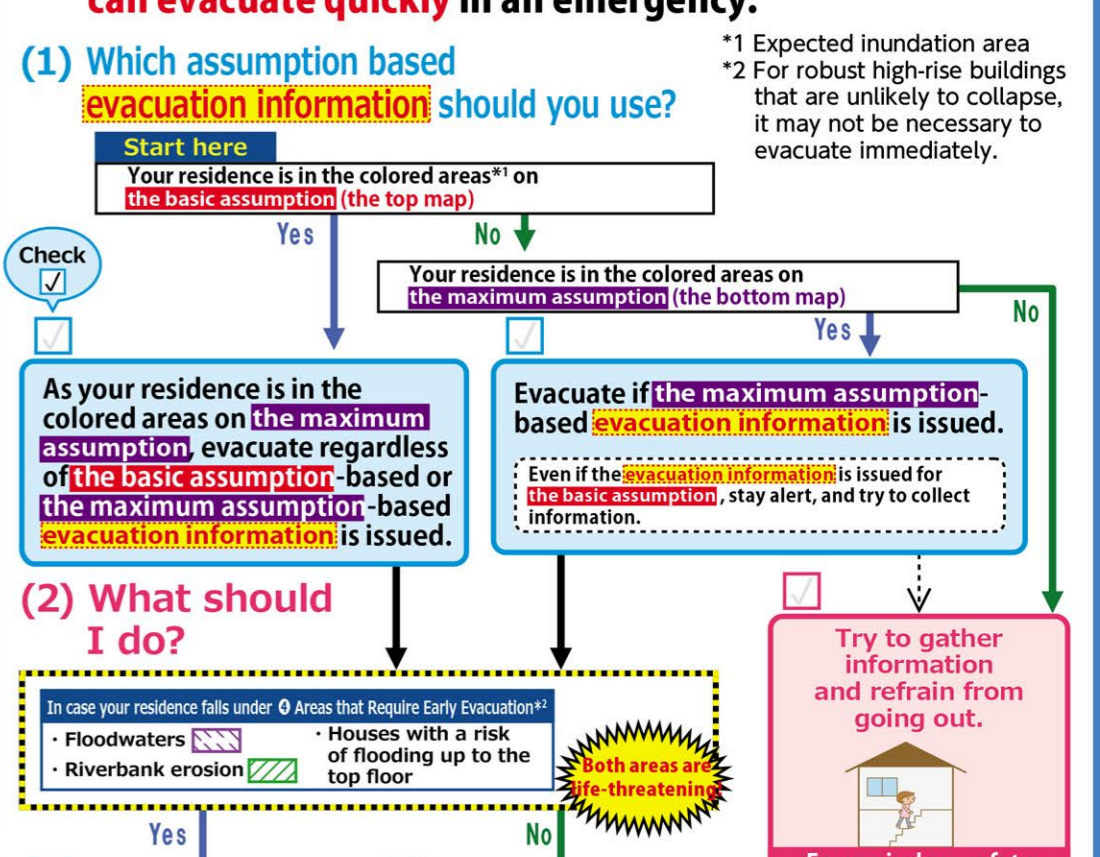 can evacuate quickly in an emergency.
(1) Which assumption based
evacuation information should you use?
*1 Expected inundation area
*2 For robust high-rise buildings
that are unlikely to collapse,
it may not be necessary to
evacuate immediately.
Start here
Your residence is in the colored areas*1 on
the basic assumption (the top map)
Yes
No
Check
Your residence is in the colored areas on
the maximum assumption (the bottom map)
Yes
No
As your residence is in the
colored areas on the maximum
assumption, evacuate regardless
of the basic assumption-based or
the maximum assumption-based
evacuation information is issued.
Evacuate if the maximum assumption-
based evacuation information is issued.
Even if the evacuation information is issued for
the basic assumption, stay alert, and try to collect
information.
(2) What should
I do?
In case your residence falls under ❹ Areas that Require Early Evacuation*2
・Floodwaters
・Riverbank erosion
・Houses with a risk
of flooding up to the
top floor
Both areas are
life-threatening!
Try to gather
information
and refrain from
going out.
Yes
No